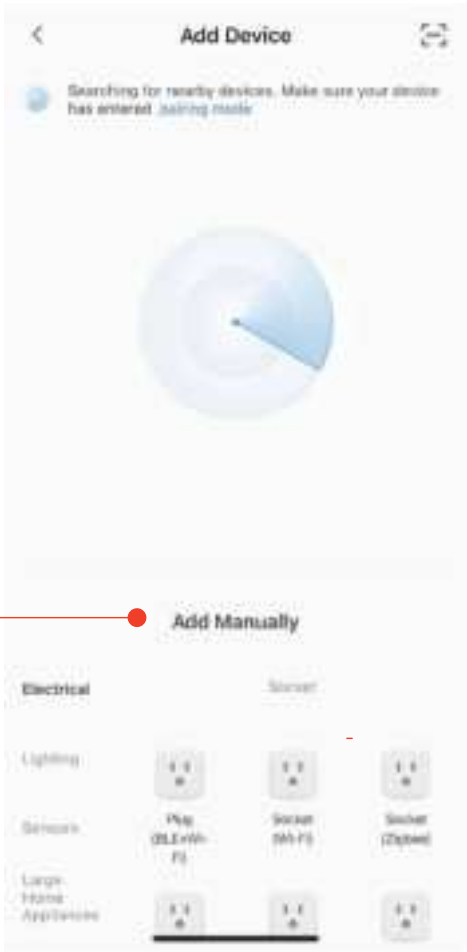 Add Device
Searching for nearby devices. Make sure your device
has entered pairing mode
Add Manually
Electrical
Socket
Lighting
Sensors
Plug
(BLE+Wi-
Fi)
Socket
(Wi-Fi)
Socket
(Zigbee)
Large
Home
Appliances